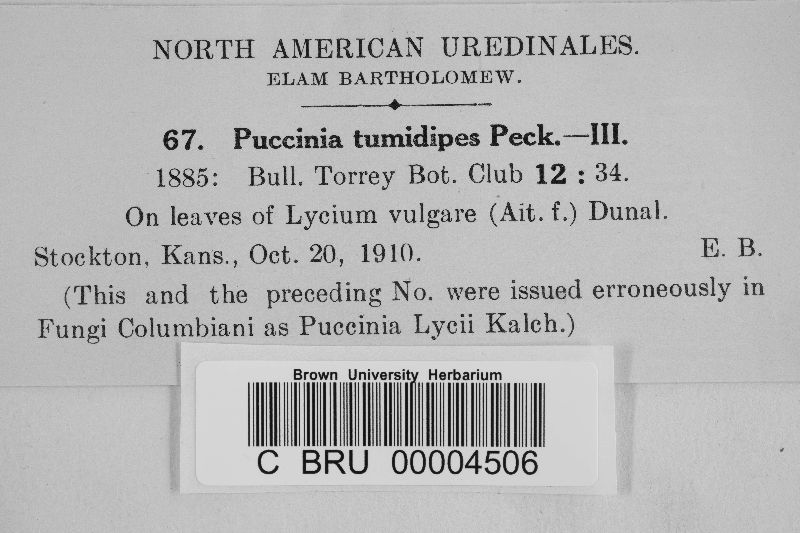 NORTH AMERICAN UREDINALES.
ELAM BARTHOLOMEW.
67. Puccinia tumidipes Peck.—III.
1885: Bull. Torrey Bot. Club 12 : 34.
On leaves of Lycium vulgare (Ait. f.) Dunal.
Stockton, Kans., Oct. 20, 1910. E. B.
(This and the preceding No. were issued erroneously in
Fungi Columbiani as Puccinia Lycii Kalch.)
Brown University Herbarium
C BRU 00004506